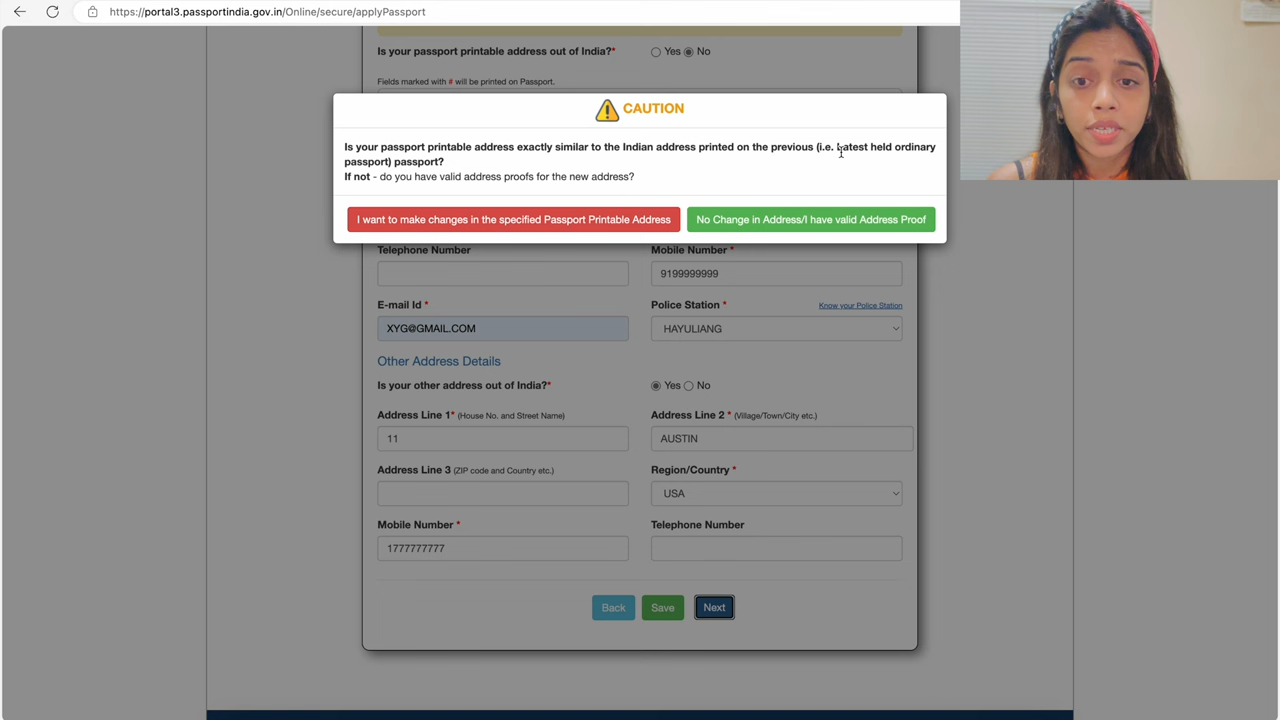 https://portal3.passportindia.gov.in/Online/secure/applyPassport
Is your passport printable address out of India?* Yes No
Fields marked with # will be printed on Passport.
CAUTION
Is your passport printable address exactly similar to the Indian address printed on the previous (i.e. Latest held ordinary
passport) passport?
If not - do you have valid address proofs for the new address?
I want to make changes in the specified Passport Printable Address
No Change in Address/I have valid Address Proof
Telephone Number
Mobile Number *
9199999999
E-mail Id *
Police Station *
Know your Police Station
XYG@GMAIL.COM
HAYULIANG
Other Address Details
Is your other address out of India?* Yes No
Address Line 1* (House No. and Street Name)
Address Line 2 * (Village/Town/City etc.)
11
AUSTIN
Address Line 3 (ZIP code and Country etc.)
Region/Country *
USA
Mobile Number *
Telephone Number
1777777777
Back
Save
Next